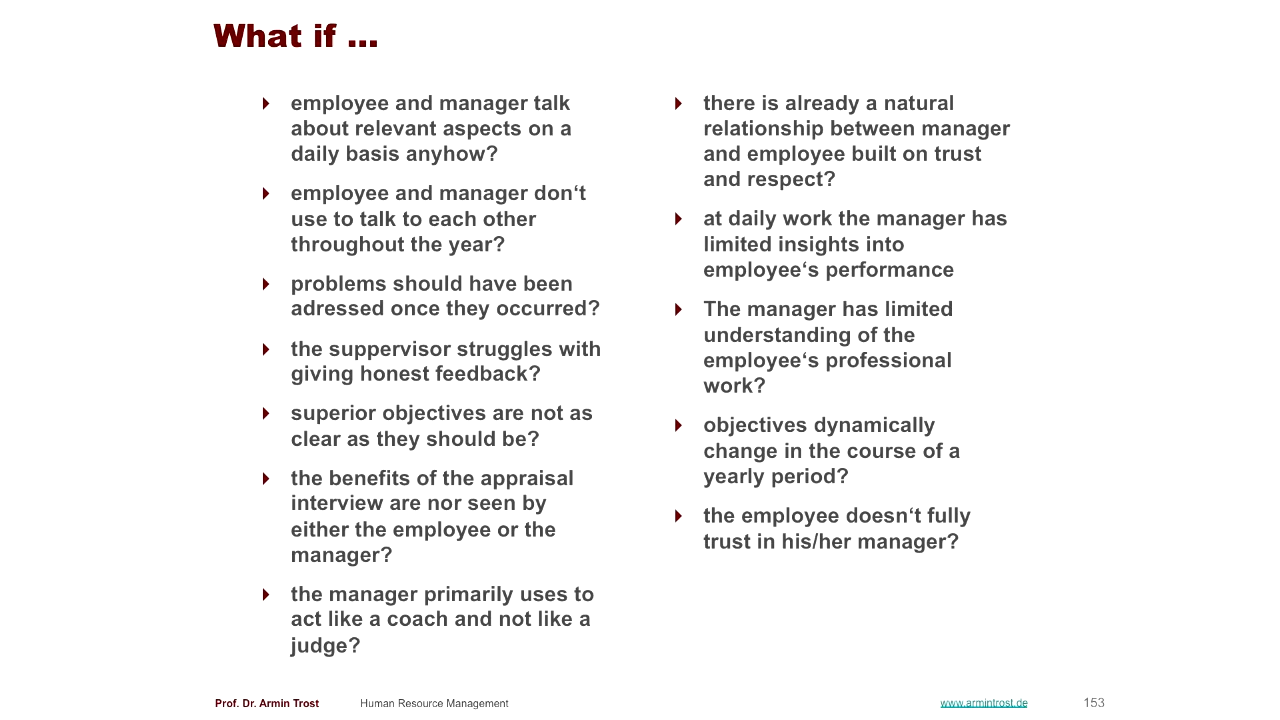 What if ...
employee and manager talk
about relevant aspects on a
daily basis anyhow?
employee and manager don‘t
use to talk to each other
throughout the year?
problems should have been
adressed once they occurred?
the suppervisor struggles with
giving honest feedback?
superior objectives are not as
clear as they should be?
the benefits of the appraisal
interview are nor seen by
either the employee or the
manager?
the manager primarily uses to
act like a coach and not like a
judge?
there is already a natural
relationship between manager
and employee built on trust
and respect?
at daily work the manager has
limited insights into
employee‘s performance
The manager has limited
understanding of the
employee‘s professional
work?
objectives dynamically
change in the course of a
yearly period?
the employee doesn‘t fully
trust in his/her manager?
Prof. Dr. Armin Trost Human Resource Management www.armintrost.de 153